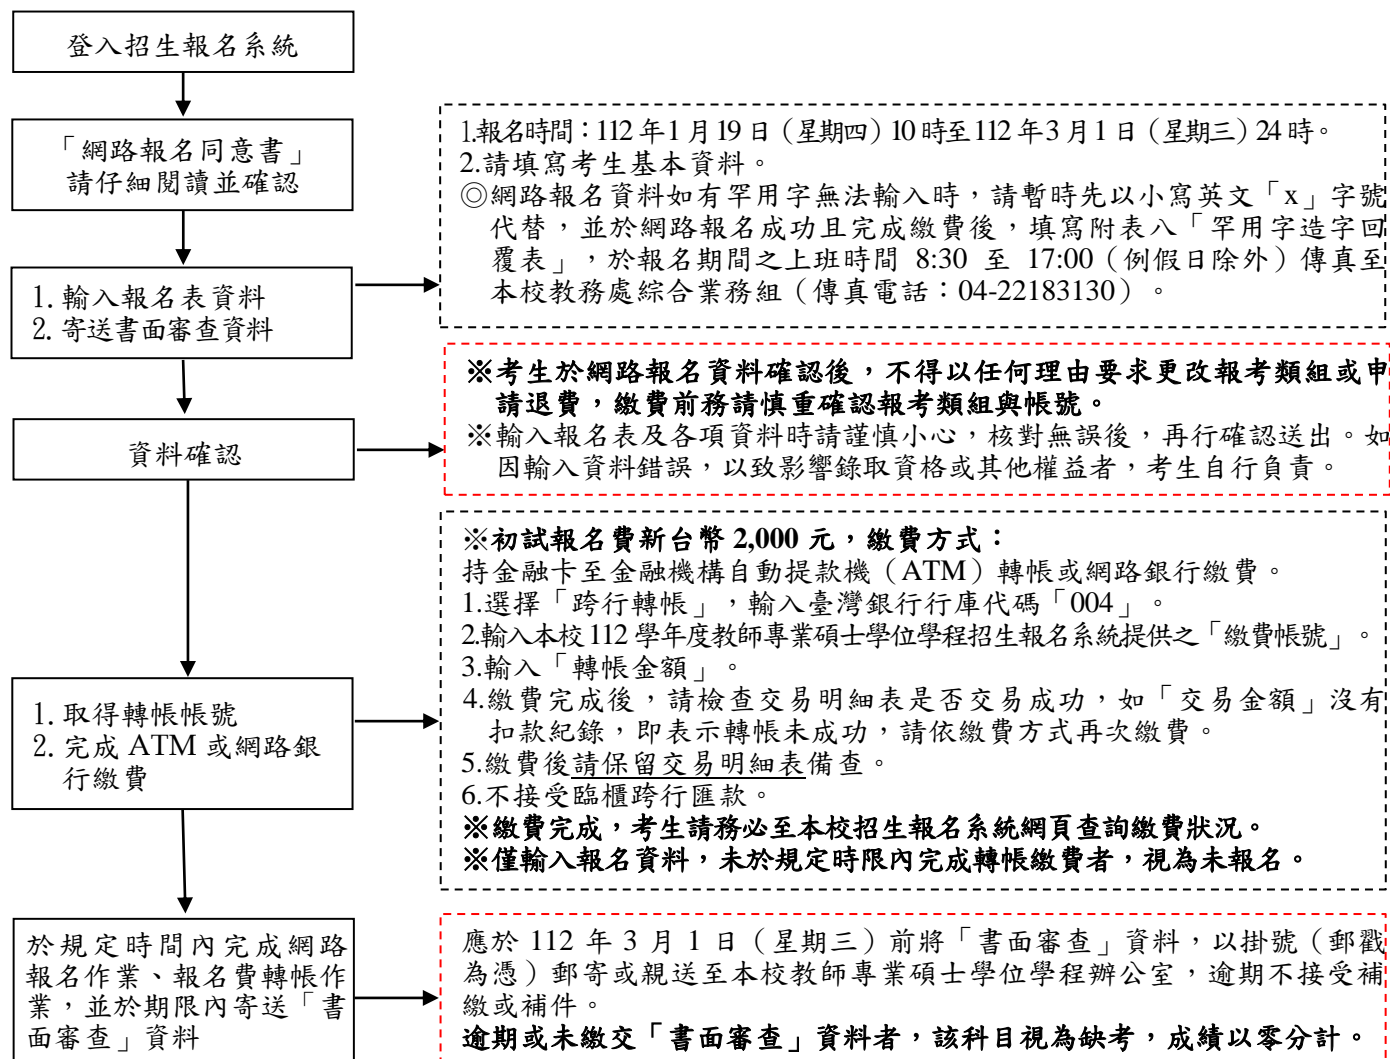 登入招生報名系統
「網路報名同意書」
請仔細閱讀並確認
1.報名時間：112年1月19日（星期四）10時至112年3月1日（星期三）24時。
2.請填寫考生基本資料。
◎網路報名資料如有罕用字無法輸入時，請暫時先以小寫英文「x」字號
代替，並於網路報名成功且完成繳費後，填寫附表八「罕用字造字回
覆表」，於報名期間之上班時間 8:30 至 17:00（例假日除外）傳真至
本校教務處綜合業務組（傳真電話：04-22183130）。
1. 輸入報名表資料
2. 寄送書面審查資料
※考生於網路報名資料確認後，不得以任何理由要求更改報考類組或申
請退費，繳費前務請慎重確認報考類組與帳號。
※輸入報名表及各項資料時請謹慎小心，核對無誤後，再行確認送出。如
因輸入資料錯誤，以致影響錄取資格或其他權益者，考生自行負責。
資料確認
※初試報名費新台幣 2,000 元，繳費方式：
持金融卡至金融機構自動提款機（ATM）轉帳或網路銀行繳費。
1.選擇「跨行轉帳」，輸入臺灣銀行行庫代碼「004」。
2.輸入本校112學年度教師專業碩士學位學程招生報名系統提供之「繳費帳號」。
3.輸入「轉帳金額」。
4.繳費完成後，請檢查交易明細表是否交易成功，如「交易金額」沒有
扣款紀錄，即表示轉帳未成功，請依繳費方式再次繳費。
5.繳費後請保留交易明細表備查。
6.不接受臨櫃跨行匯款。
※繳費完成，考生請務必至本校招生報名系統網頁查詢繳費狀況。
※僅輸入報名資料，未於規定時限內完成轉帳繳費者，視為未報名。
1. 取得轉帳帳號
2. 完成 ATM 或網路銀
行繳費
於規定時間內完成網路
報名作業、報名費轉帳作
業，並於期限內寄送「書
面審查」資料
應於 112 年 3 月 1 日（星期三）前將「書面審查」資料，以掛號（郵戳
為憑）郵寄或親送至本校教師專業碩士學位學程辦公室，逾期不接受補
繳或補件。
逾期或未繳交「書面審查」資料者，該科目視為缺考，成績以零分計。